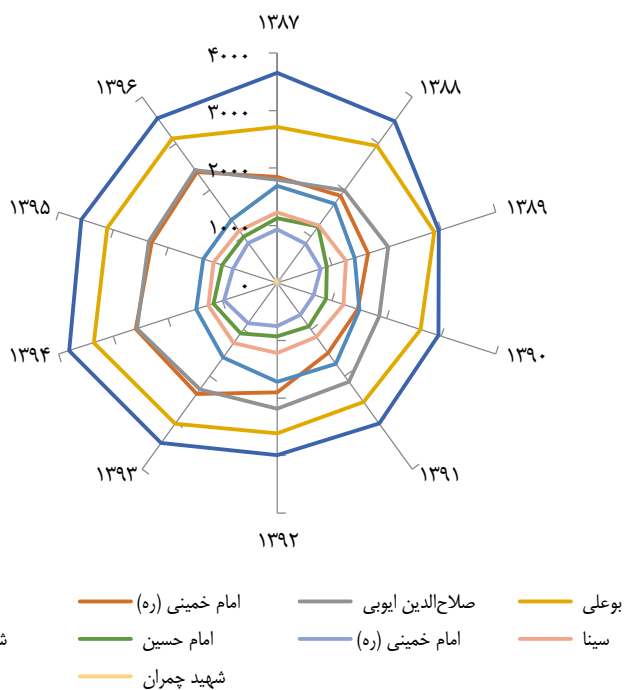 ۱۳۸۷
۴۰۰۰
۱۳۹۶
۱۳۸۸
۳۰۰۰
۲۰۰۰
۱۳۹۵
۱۳۸۹
۱۰۰۰
۰
۱۳۹۴
۱۳۹۰
۱۳۹۳
۱۳۹۱
۱۳۹۲
بوعلی
صلاح‌الدین ایوبی
امام خمینی (ره)
سینا
امام خمینی (ره)
امام حسین
شهید چمران